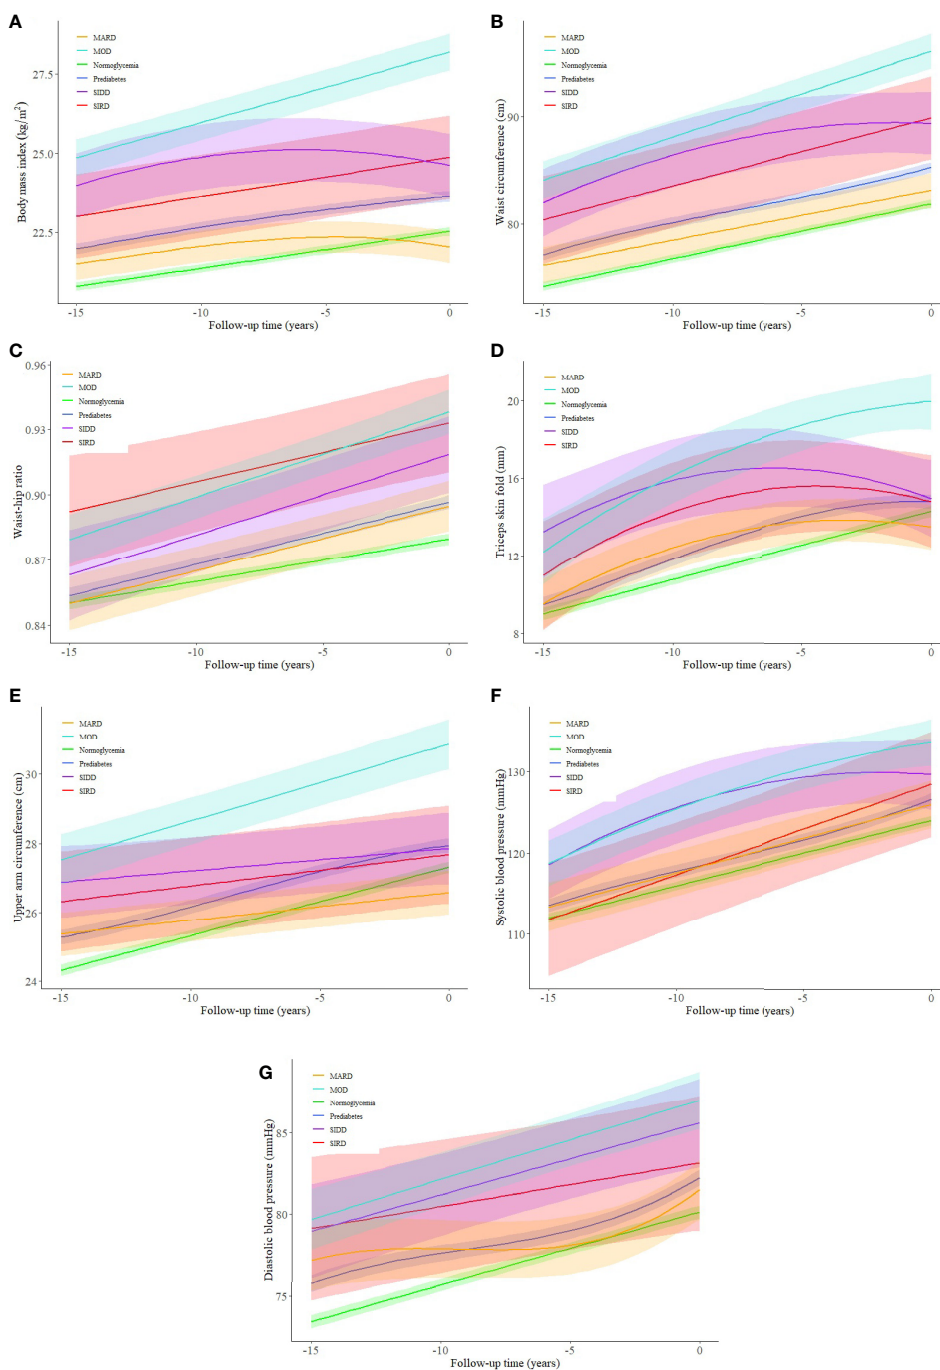 A
MARD
MOD
Normoglycemia
Prediabetes
SIDD
SIRD
Body mass index (kg/m²)
27.5
25.0
22.5
-15
-10
-5
0
Follow-up time (years)
B
MARD
MOD
Normoglycemia
Prediabetes
SIDD
SIRD
Waist circumference (cm)
90
80
-15
-10
-5
0
Follow-up time (years)
C
MARD
MOD
Normoglycemia
Prediabetes
SIDD
SIRD
Waist-hip ratio
0.96
0.93
0.90
0.87
0.84
-15
-10
-5
0
Follow-up time (years)
D
MARD
MOD
Normoglycemia
Prediabetes
SIDD
SIRD
Triceps skin fold (mm)
20
16
12
8
-15
-10
-5
0
Follow-up time (years)
E
MARD
MOD
Normoglycemia
Prediabetes
SIDD
SIRD
Upper arm circumference (cm)
30
28
26
24
-15
-10
-5
0
Follow-up time (years)
F
MARD
MOD
Normoglycemia
Prediabetes
SIDD
SIRD
Systolic blood pressure (mmHg)
130
120
110
-15
-10
-5
0
Follow-up time (years)
G
MARD
MOD
Normoglycemia
Prediabetes
SIDD
SIRD
Diastolic blood pressure (mmHg)
85
80
75
-15
-10
-5
0
Follow-up time (years)